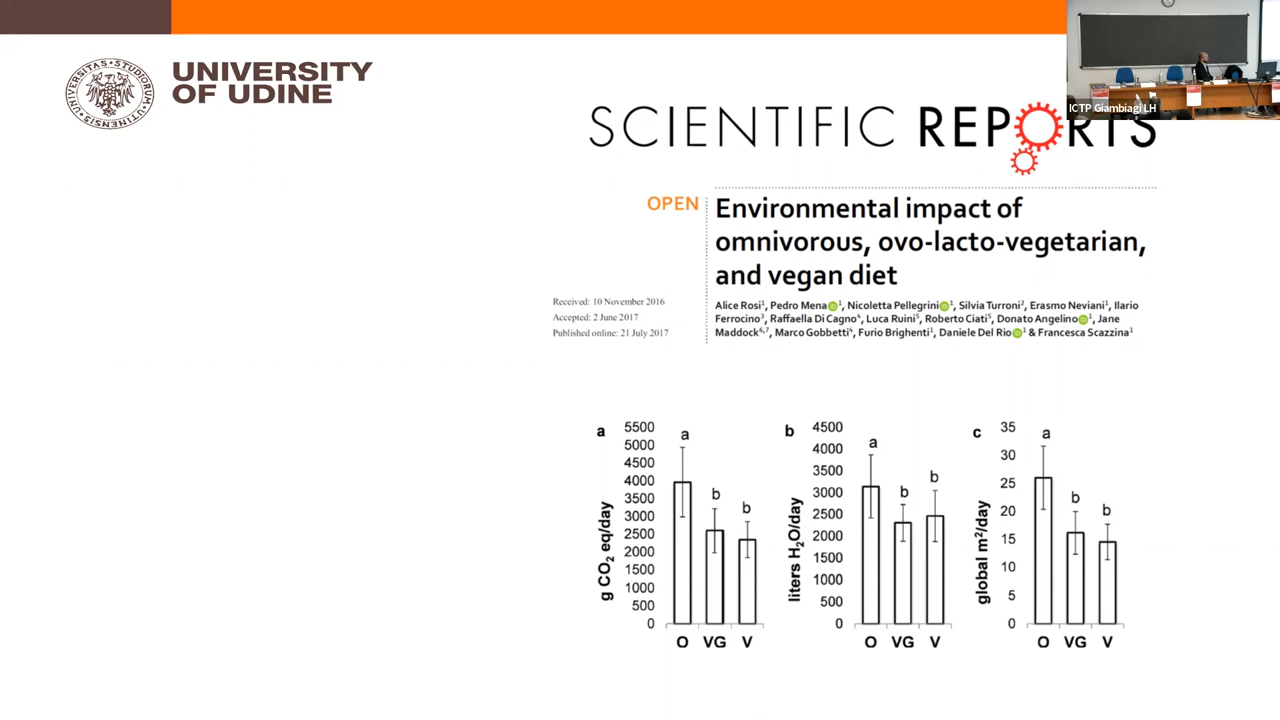 UNIVERSITY
OF UDINE
ICTP Giambiagi LH
SCIENTIFIC REPORTS
OPEN
Environmental impact of
omnivorous, ovo-lacto-vegetarian,
and vegan diet
Received: 10 November 2016
Accepted: 2 June 2017
Published online: 21 July 2017
Alice Rosi1, Pedro Mena1, Nicoletta Pellegrini1, Silvia Turroni2, Erasmo Neviani1, Ilario
Ferrocino3, Raffaella Di Cagno4, Luca Ruini5, Roberto Ciati5, Donato Angelino1, Jane
Maddock6,7, Marco Gobbetti4, Furio Brighenti1, Daniele Del Rio1 & Francesca Scazzina1
a
g CO2 eq/day
5500
5000
4500
4000
3500
3000
2500
2000
1500
1000
500
0
a
b
b
O VG V
b
liters H2O/day
4500
4000
3500
3000
2500
2000
1500
1000
500
0
a
b
b
O VG V
c
global m2/day
35
30
25
20
15
10
5
0
a
b
b
O VG V